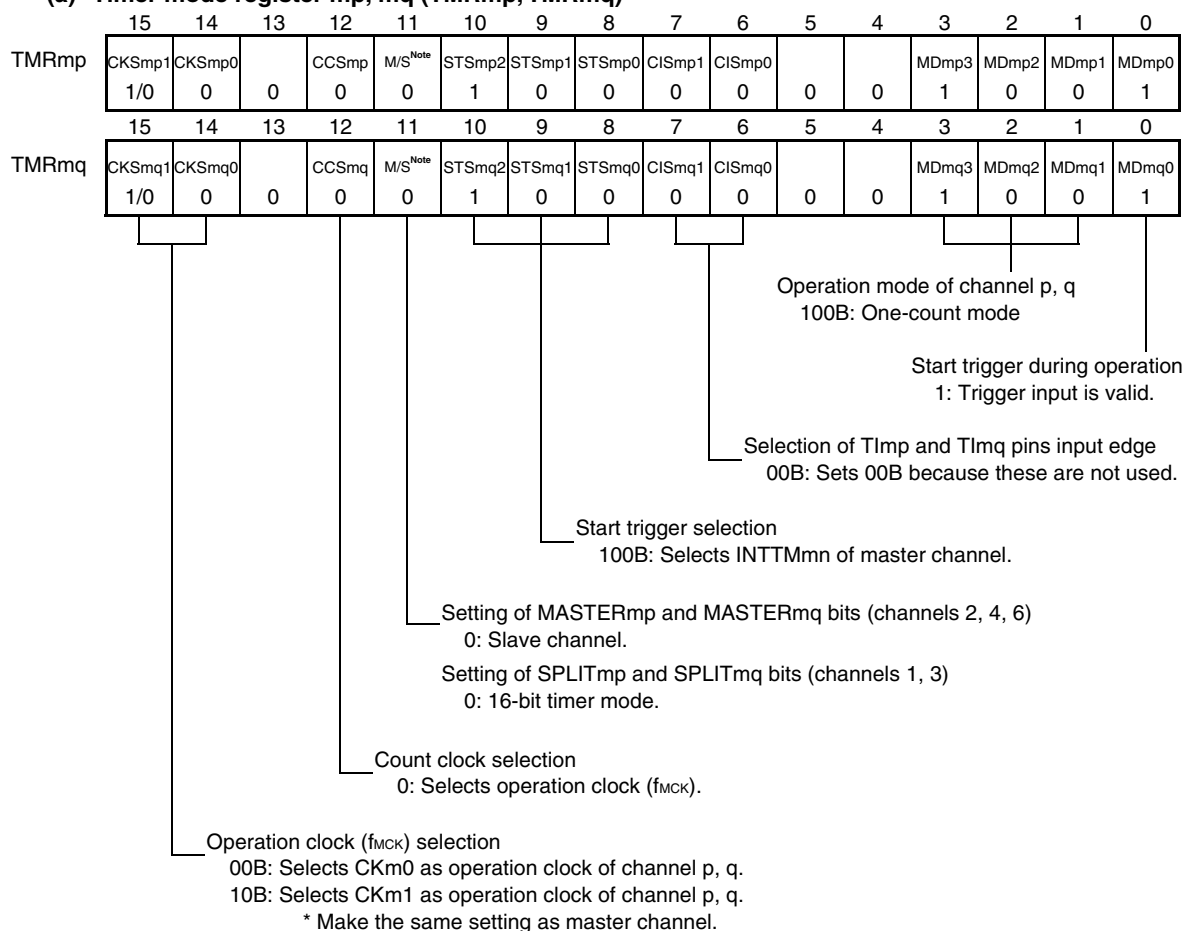 (a) Timer mode register mp, mq (TMRmp, TMRmq)
15 14 13 12 11 10 9 8 7 6 5 4 3 2 1 0
TMRmp CKSmp1 CKSmp0 CCSmp M/S Note STSmp2 STSmp1 STSmp0 CISmp1 CISmp0 MDmp3 MDmp2 MDmp1 MDmp0
1/0 0 0 0 0 1 0 0 0 0 0 0 1 0 0 1
15 14 13 12 11 10 9 8 7 6 5 4 3 2 1 0
TMRmq CKSmq1 CKSmq0 CCSmq M/S Note STSmq2 STSmq1 STSmq0 CISmq1 CISmq0 MDmq3 MDmq2 MDmq1 MDmq0
1/0 0 0 0 0 1 0 0 0 0 0 0 1 0 0 1
Operation mode of channel p, q
100B: One-count mode
Start trigger during operation
1: Trigger input is valid.
Selection of TImp and TImq pins input edge
00B: Sets 00B because these are not used.
Start trigger selection
100B: Selects INTTMmn of master channel.
Setting of MASTERmp and MASTERmq bits (channels 2, 4, 6)
0: Slave channel.
Setting of SPLITmp and SPLITmq bits (channels 1, 3)
0: 16-bit timer mode.
Count clock selection
0: Selects operation clock (fMCK).
Operation clock (fMCK) selection
00B: Selects CKm0 as operation clock of channel p, q.
10B: Selects CKm1 as operation clock of channel p, q.
* Make the same setting as master channel.